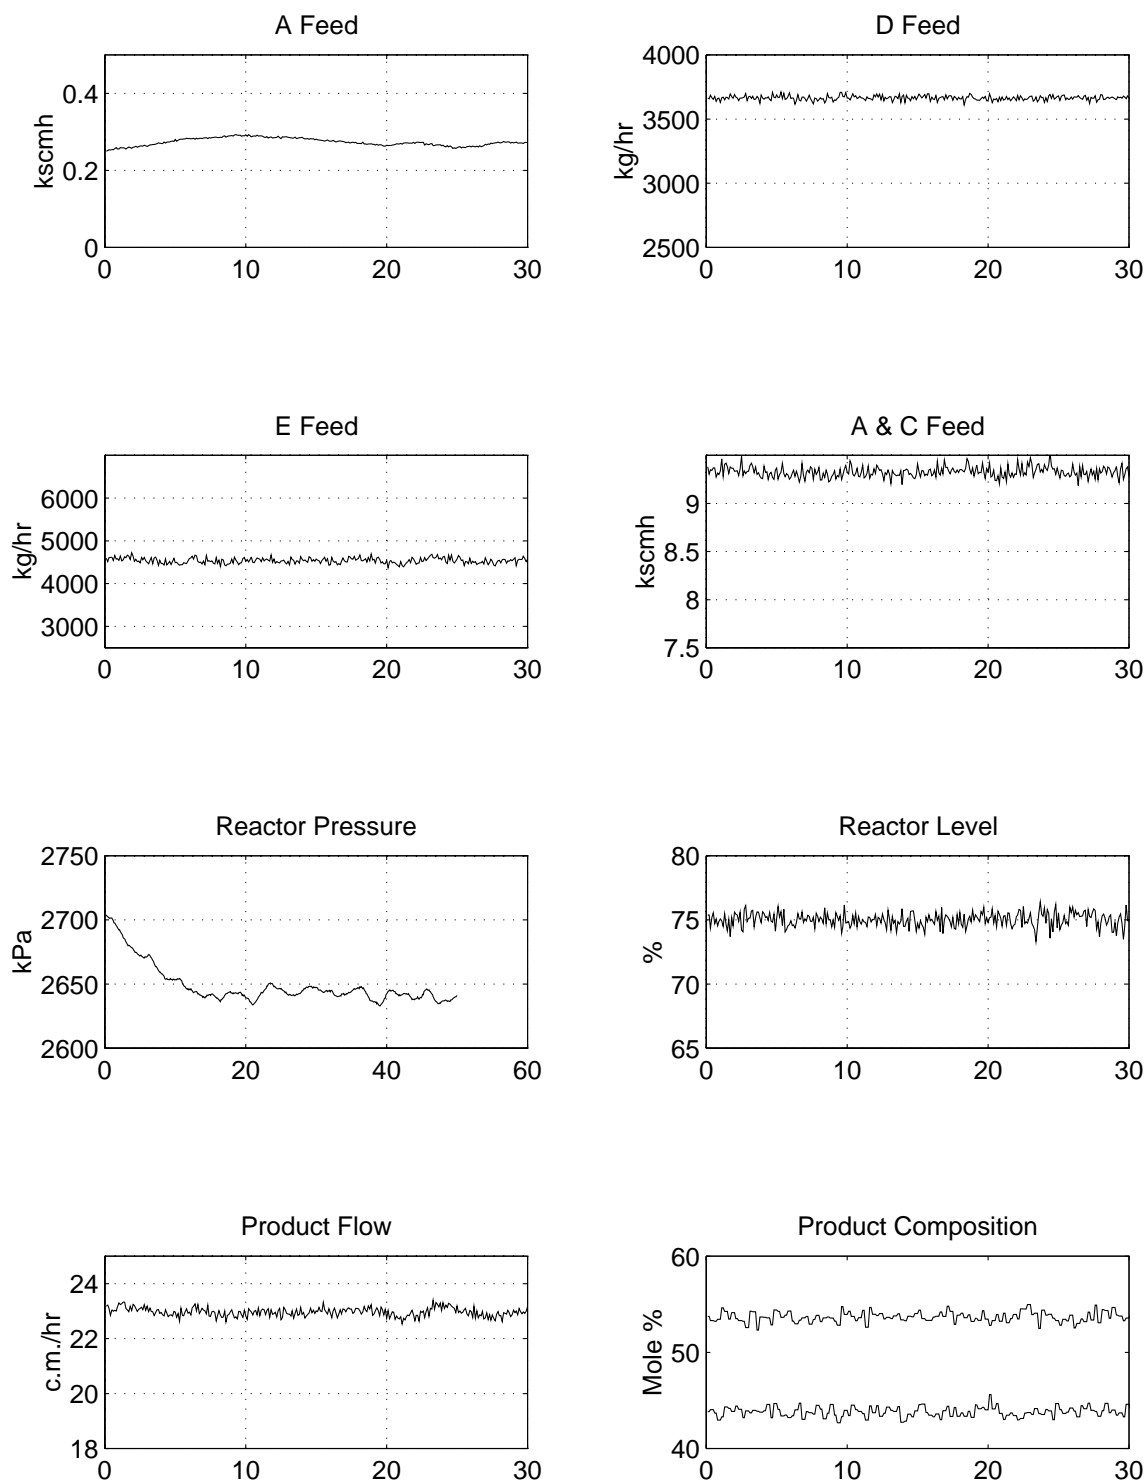 A Feed
kscmh
0.4
0.2
0
0 10 20 30
D Feed
kg/hr
4000
3500
3000
2500
0 10 20 30
E Feed
kg/hr
6000
5000
4000
3000
0 10 20 30
A & C Feed
kscmh
9
8.5
8
7.5
0 10 20 30
Reactor Pressure
kPa
2750
2700
2650
2600
0 20 40 60
Reactor Level
%
80
75
70
65
0 10 20 30
Product Flow
c.m./hr
24
22
20
18
0 10 20 30
Product Composition
Mole %
60
50
40
0 10 20 30